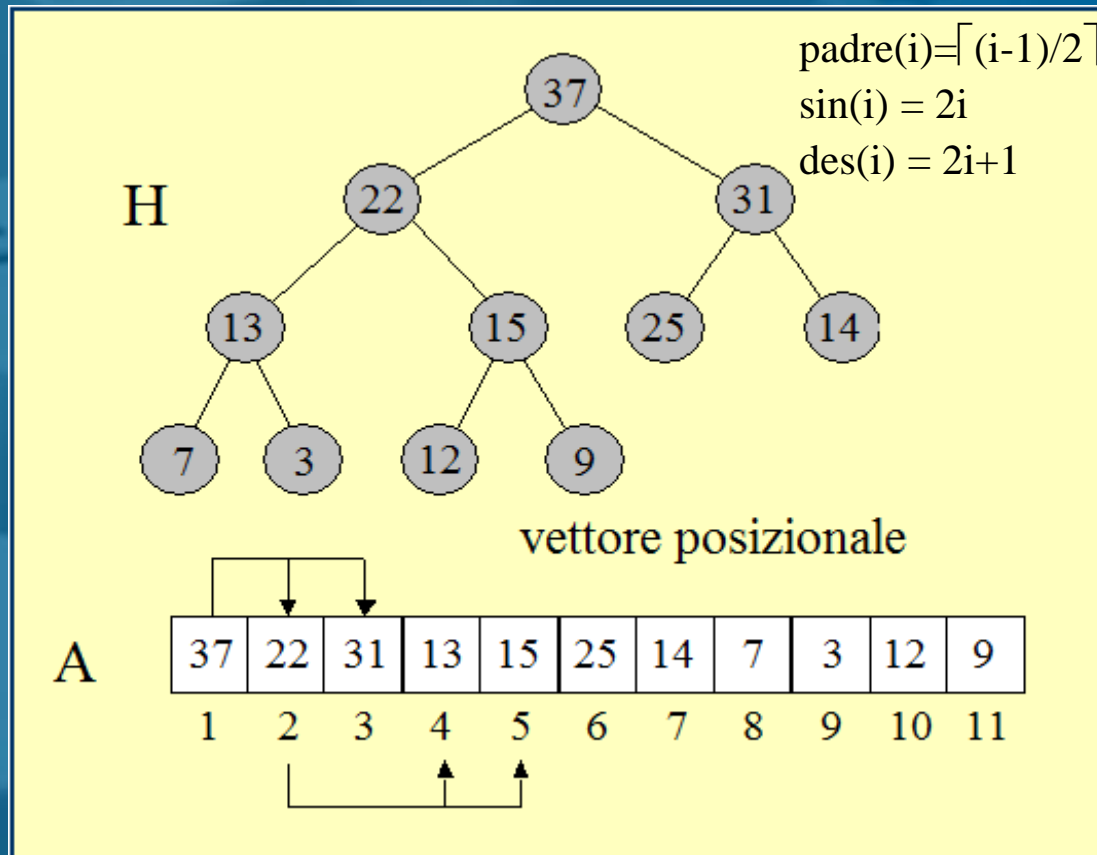 padre(i)=⌈(i-1)/2⌉
sin(i) = 2i
des(i) = 2i+1
37
H 22 31
13 15 25 14
7 3 12 9
vettore posizionale
A 37 22 31 13 15 25 14 7 3 12 9
1 2 3 4 5 6 7 8 9 10 11